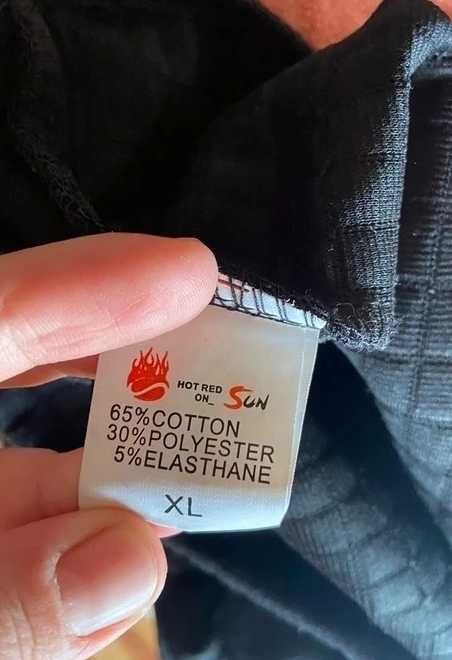 HOT RED
ON_ SUN
65%COTTON
30%POLYESTER
5%ELASTHANE
XL